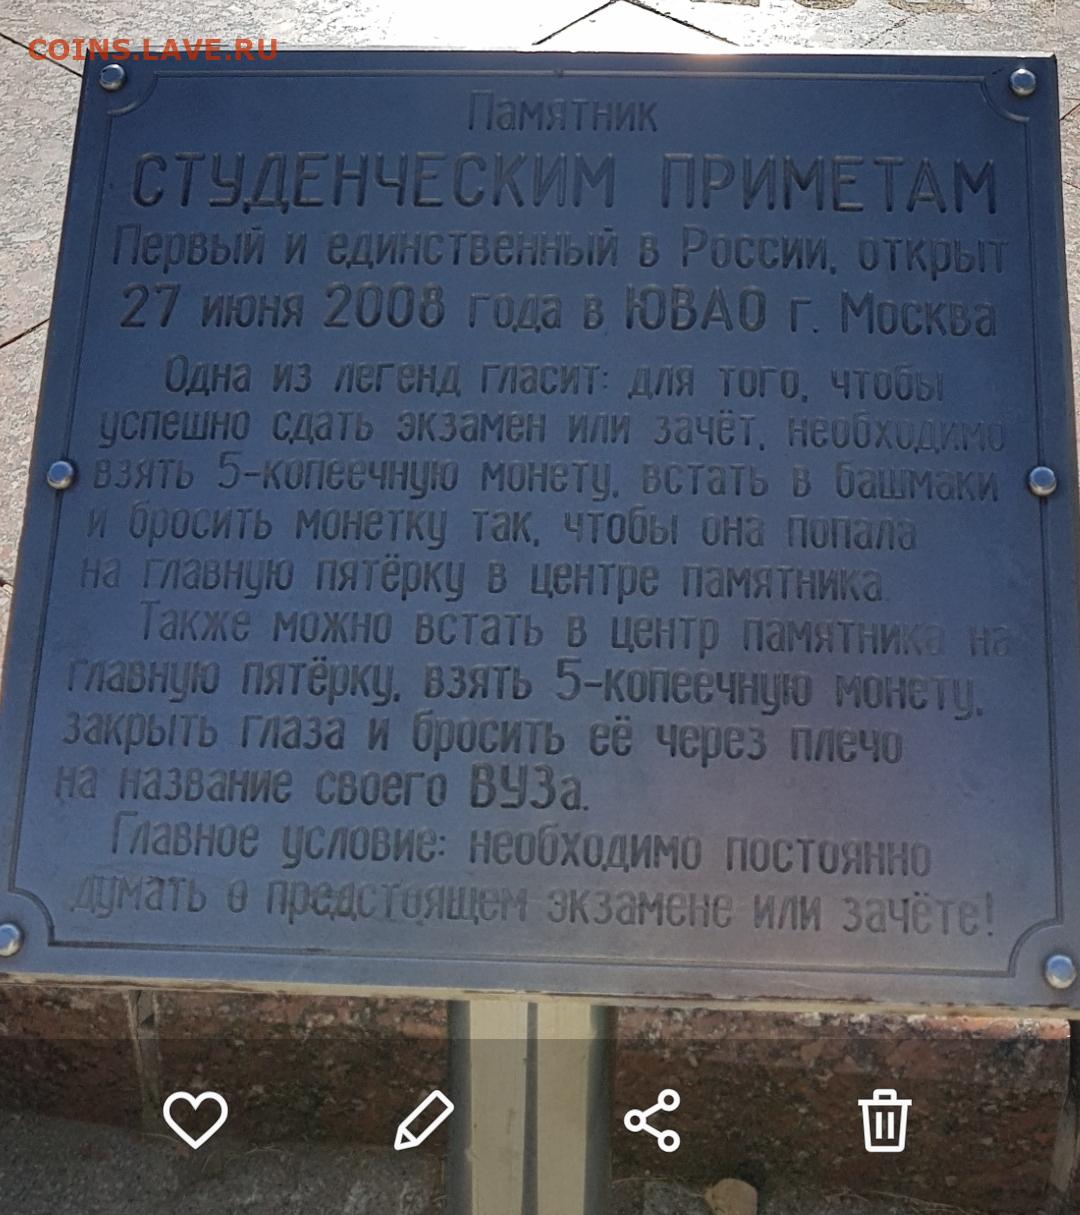 COINS.LAVE.RU
Памятник
СТУДЕНЧЕСКИМ ПРИМЕТАМ
Первый и единственный в России, открыт
27 июня 2008 года в ЮВАО г. Москва
Одна из легенд гласит: для того, чтобы
успешно сдать экзамен или зачёт, необходимо
взять 5-копеечную монету, встать в башмаки
и бросить монетку так, чтобы она попала
на главную пятёрку в центре памятника.
Также можно встать в центр памятника на
главную пятёрку, взять 5-копеечную монету,
закрыть глаза и бросить её через плечо
на название своего ВУЗа.
Главное условие: необходимо постоянно
думать о предстоящем экзамене или зачёте!